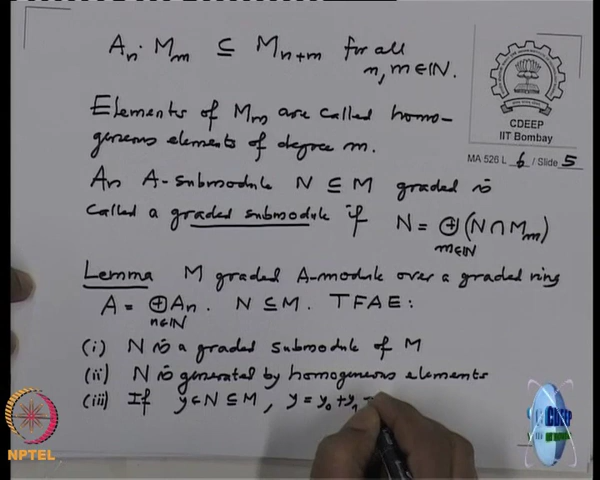 Aₙ · Mₘ ⊆ Mₙ₊ₘ for all
n, m ∈ ℕ.
Elements of Mₘ are called homo-
geneous elements of degree m.
An A-submodule N ⊆ M graded is
called a graded submodule if N = ⊕ (N ∩ Mₘ)
m∈ℕ
Lemma M graded A-module over a graded ring
A = ⊕ Aₙ. N ⊆ M. TFAE:
n∈ℕ
(i) N is a graded submodule of M
(ii) N is generated by homogeneous elements
(iii) If y ∈ N ⊆ M, y = y₀ + y₁
CDEEP
IIT Bombay
MA 526 L 6 / Slide 5
NPTEL
CDEEP